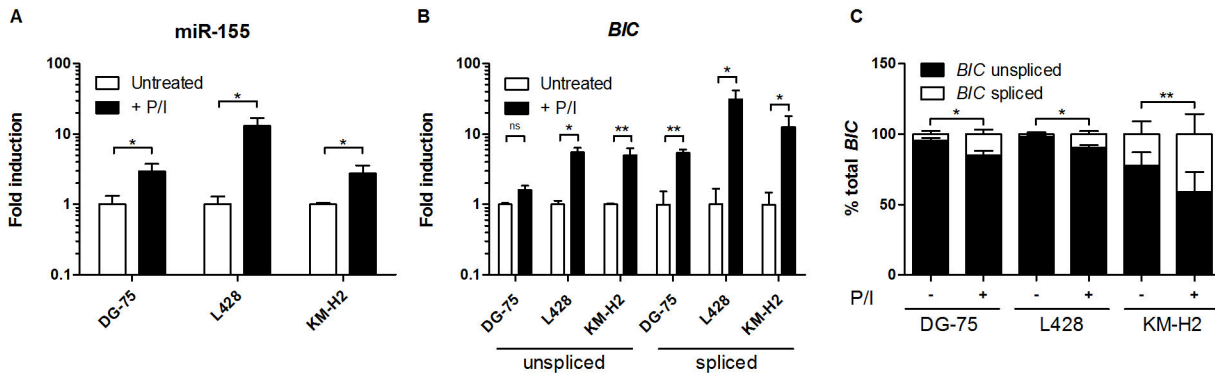 A
miR-155
Fold induction
100
10
1
0.1
Untreated
+ P/I
*
*
*
DG-75
L428
KM-H2
B
BIC
Fold induction
100
10
1
0.1
Untreated
+ P/I
ns
*
**
**
*
*
DG-75
L428
KM-H2
DG-75
L428
KM-H2
unspliced
spliced
C
BIC unspliced
BIC spliced
% total BIC
150
100
50
0
*
*
**
P/I
- + - + - +
DG-75
L428
KM-H2